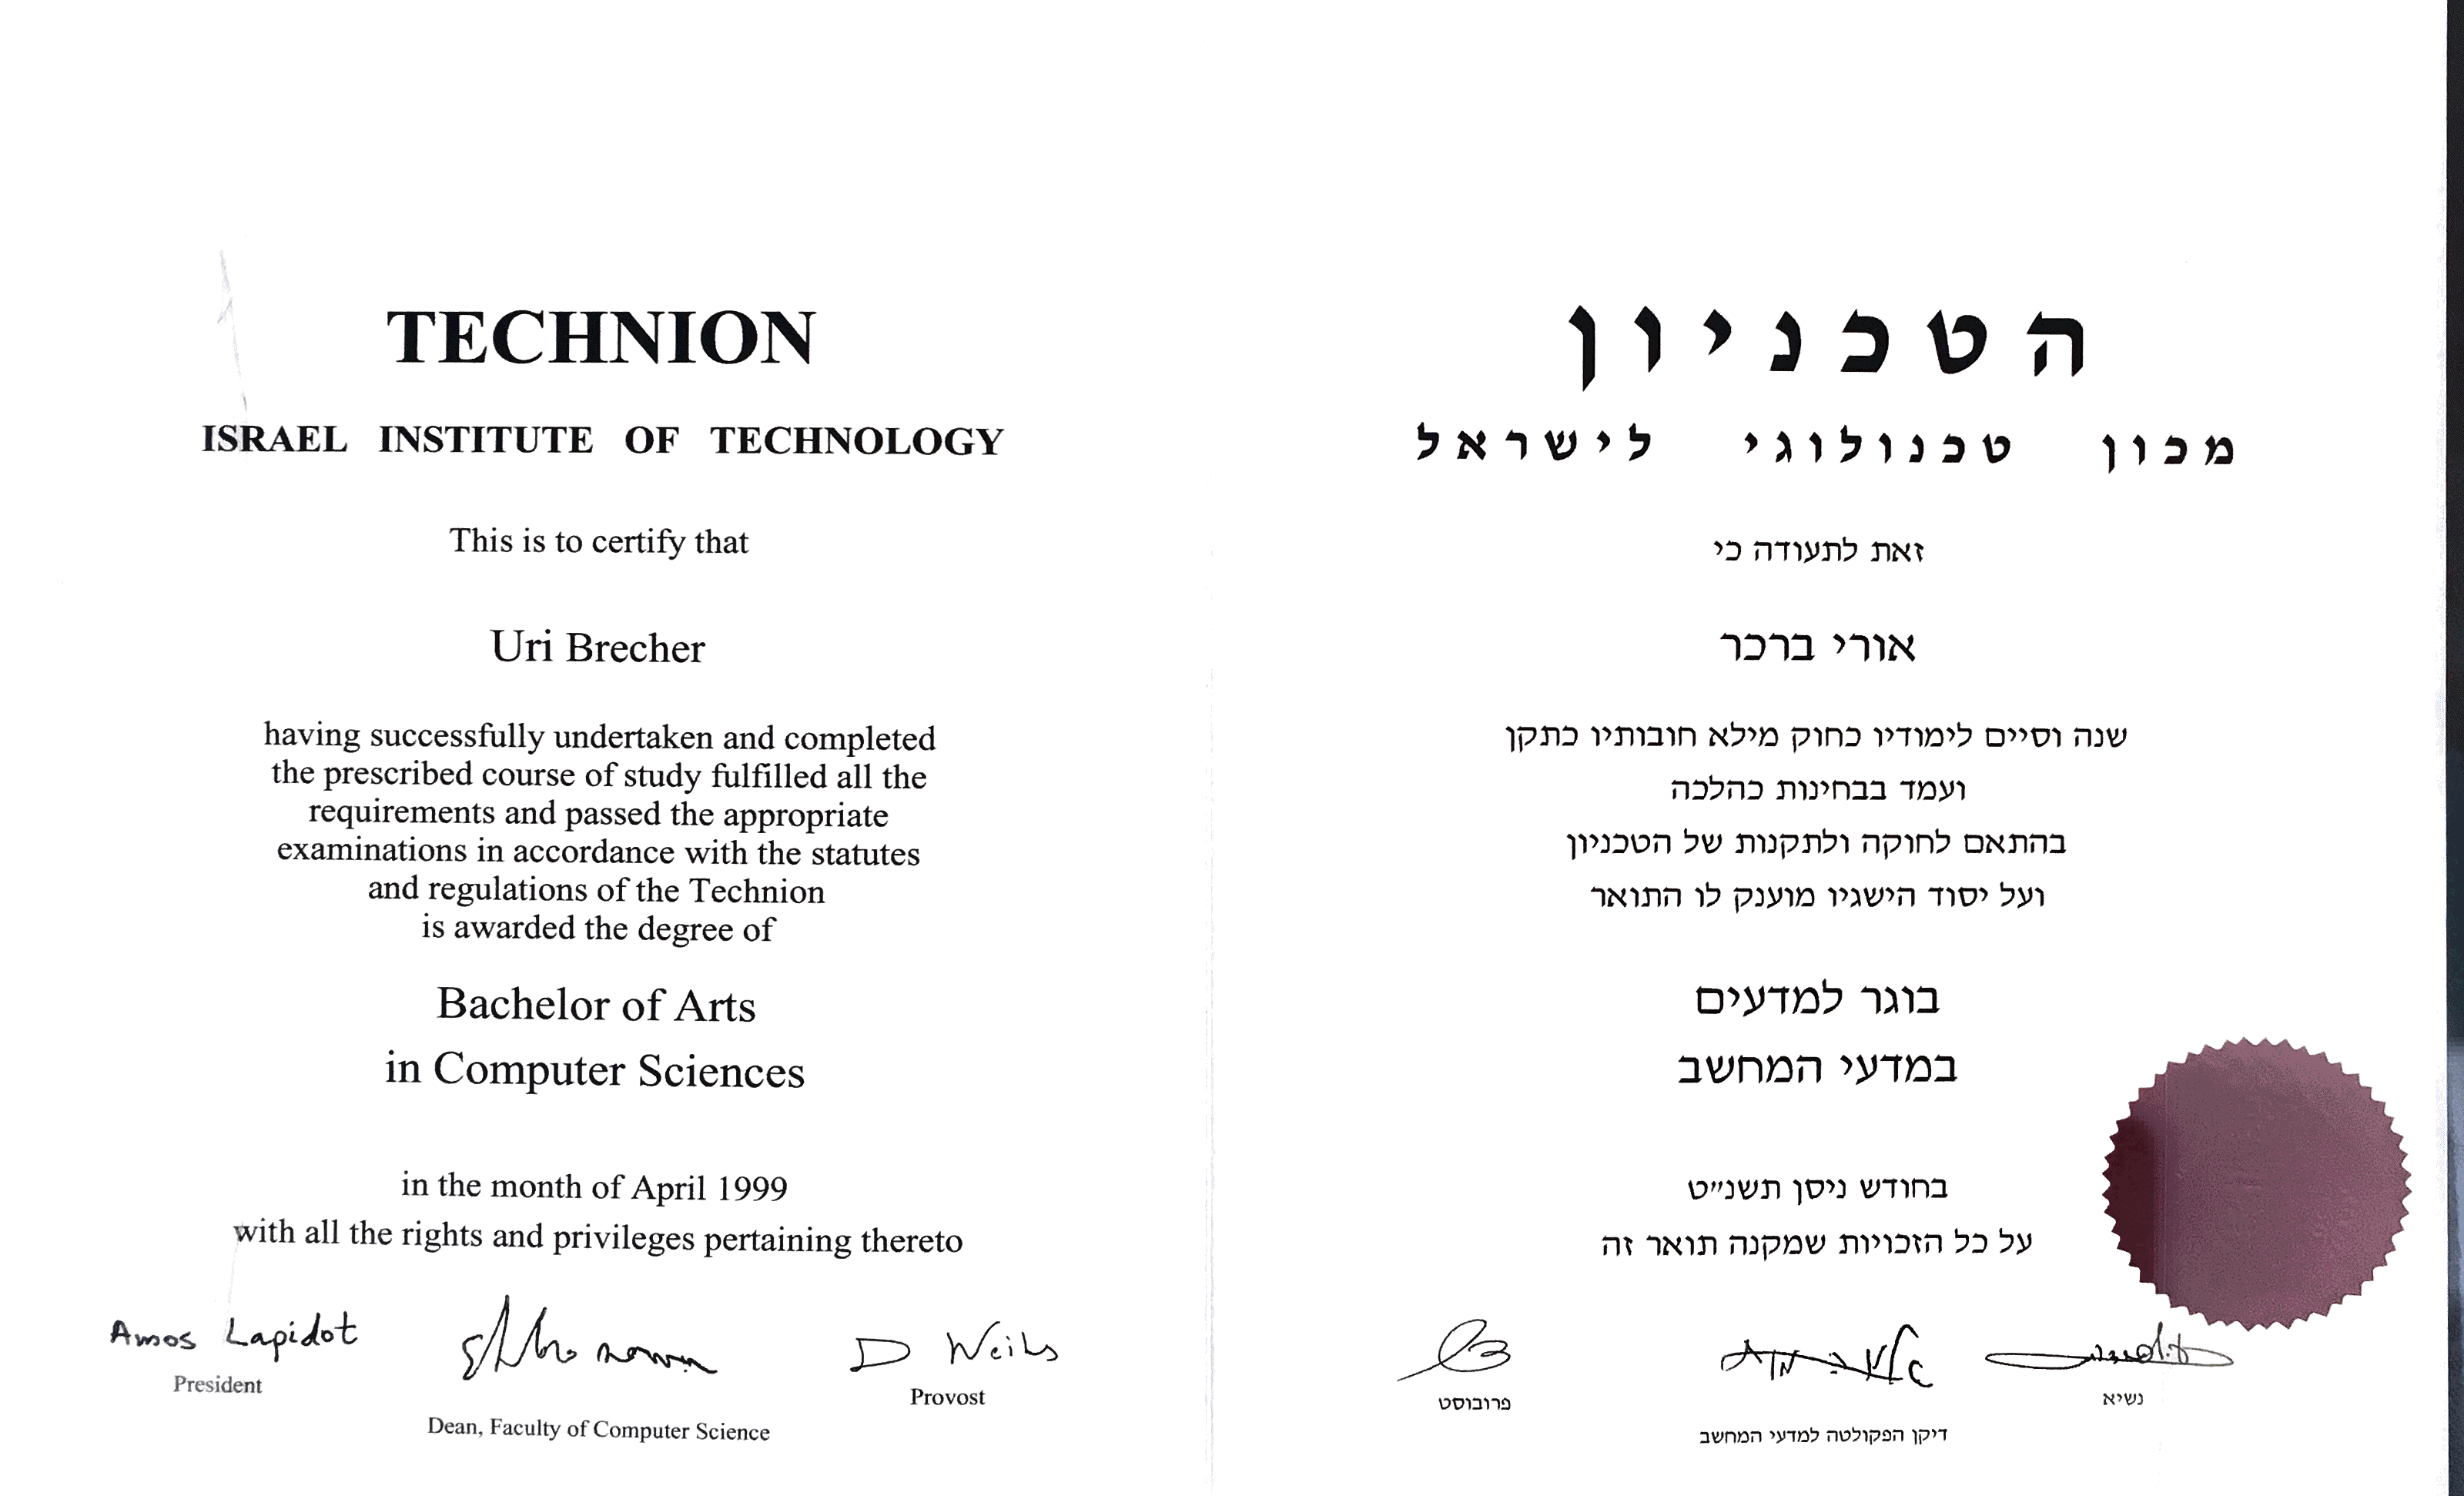 TECHNION
ISRAEL INSTITUTE OF TECHNOLOGY
This is to certify that
Uri Brecher
having successfully undertaken and completed
the prescribed course of study fulfilled all the
requirements and passed the appropriate
examinations in accordance with the statutes
and regulations of the Technion
is awarded the degree of
Bachelor of Arts
in Computer Sciences
in the month of April 1999
with all the rights and privileges pertaining thereto
Amos Lapidot
D Weihs
President
Provost
Dean, Faculty of Computer Science
הטכניון
מכון טכנולוגי לישראל
זאת לתעודה כי
אורי ברכר
שנה וסיים לימודיו כחוק מילא חובותיו כתקן
ועמד בבחינות כהלכה
בהתאם לחוקה ולתקנות של הטכניון
ועל יסוד הישגיו מוענק לו התואר
בוגר למדעים
במדעי המחשב
בחודש ניסן תשנ״ט
על כל הזכויות שמקנה תואר זה
נשיא
פרובוסט
דיקן הפקולטה למדעי המחשב